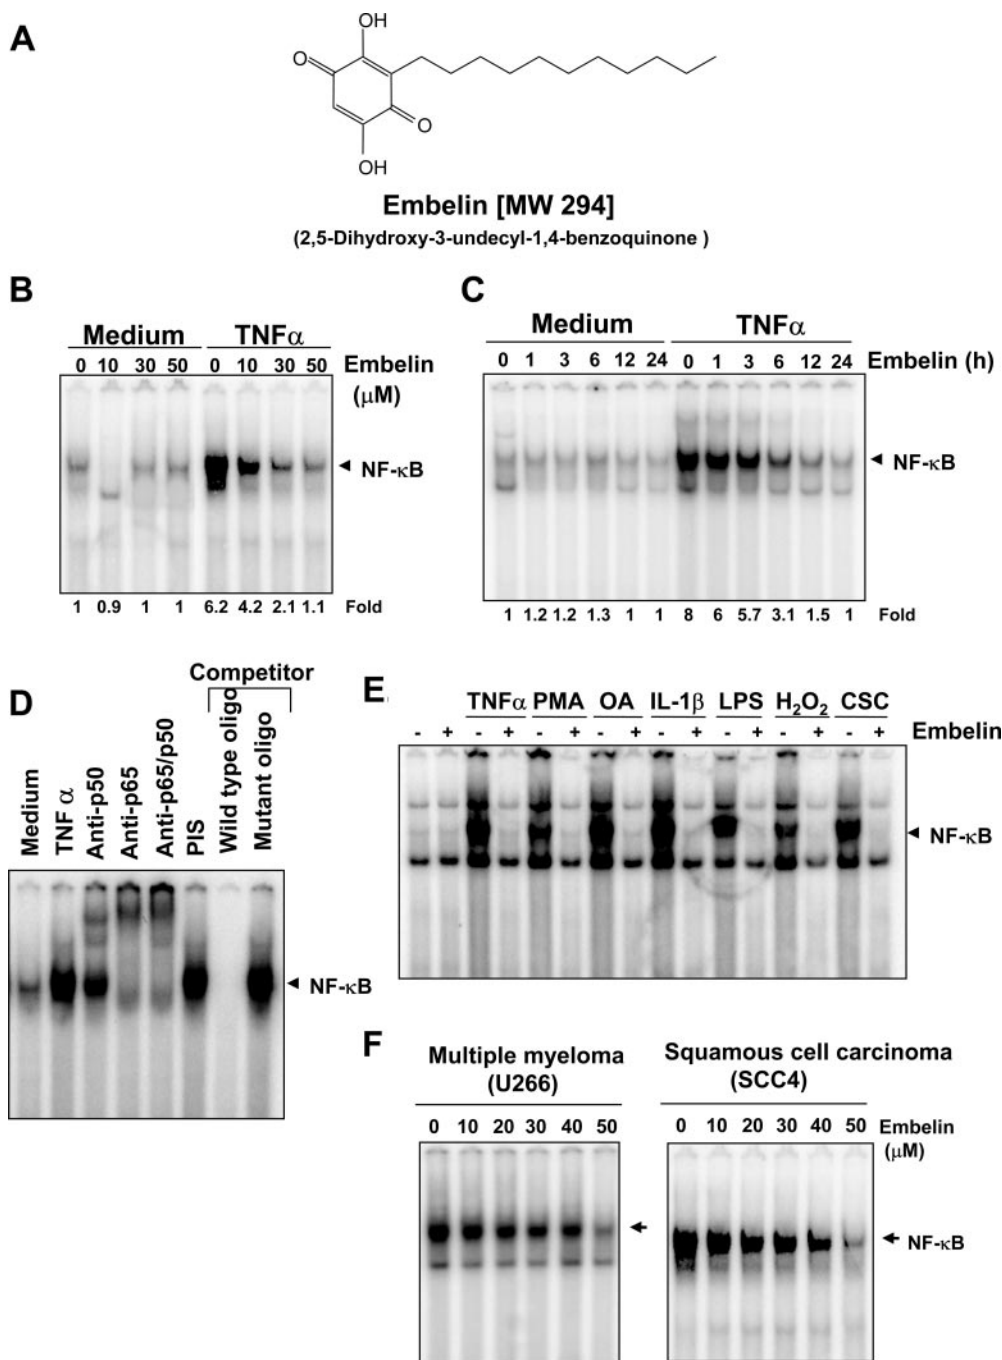 A
OH
O
O
OH
Embelin [MW 294]
(2,5-Dihydroxy-3-undecyl-1,4-benzoquinone )
B
Medium TNFα
0 10 30 50 0 10 30 50 Embelin
(μM)
NF-κB
1 0.9 1 1 6.2 4.2 2.1 1.1 Fold
C
Medium TNFα
0 1 3 6 12 24 0 1 3 6 12 24 Embelin (h)
NF-κB
1 1.2 1.2 1.3 1 1 8 6 5.7 3.1 1.5 1 Fold
D
Competitor
Medium
TNF α
Anti-p50
Anti-p65
Anti-p65/p50
PIS
Wild type oligo
Mutant oligo
NF-κB
E
TNFα PMA OA IL-1β LPS H₂O₂ CSC
- + - + - + - + - + - + - + - + Embelin
NF-κB
F
Multiple myeloma
(U266)
0 10 20 30 40 50
Squamous cell carcinoma
(SCC4)
0 10 20 30 40 50 Embelin
(μM)
NF-κB